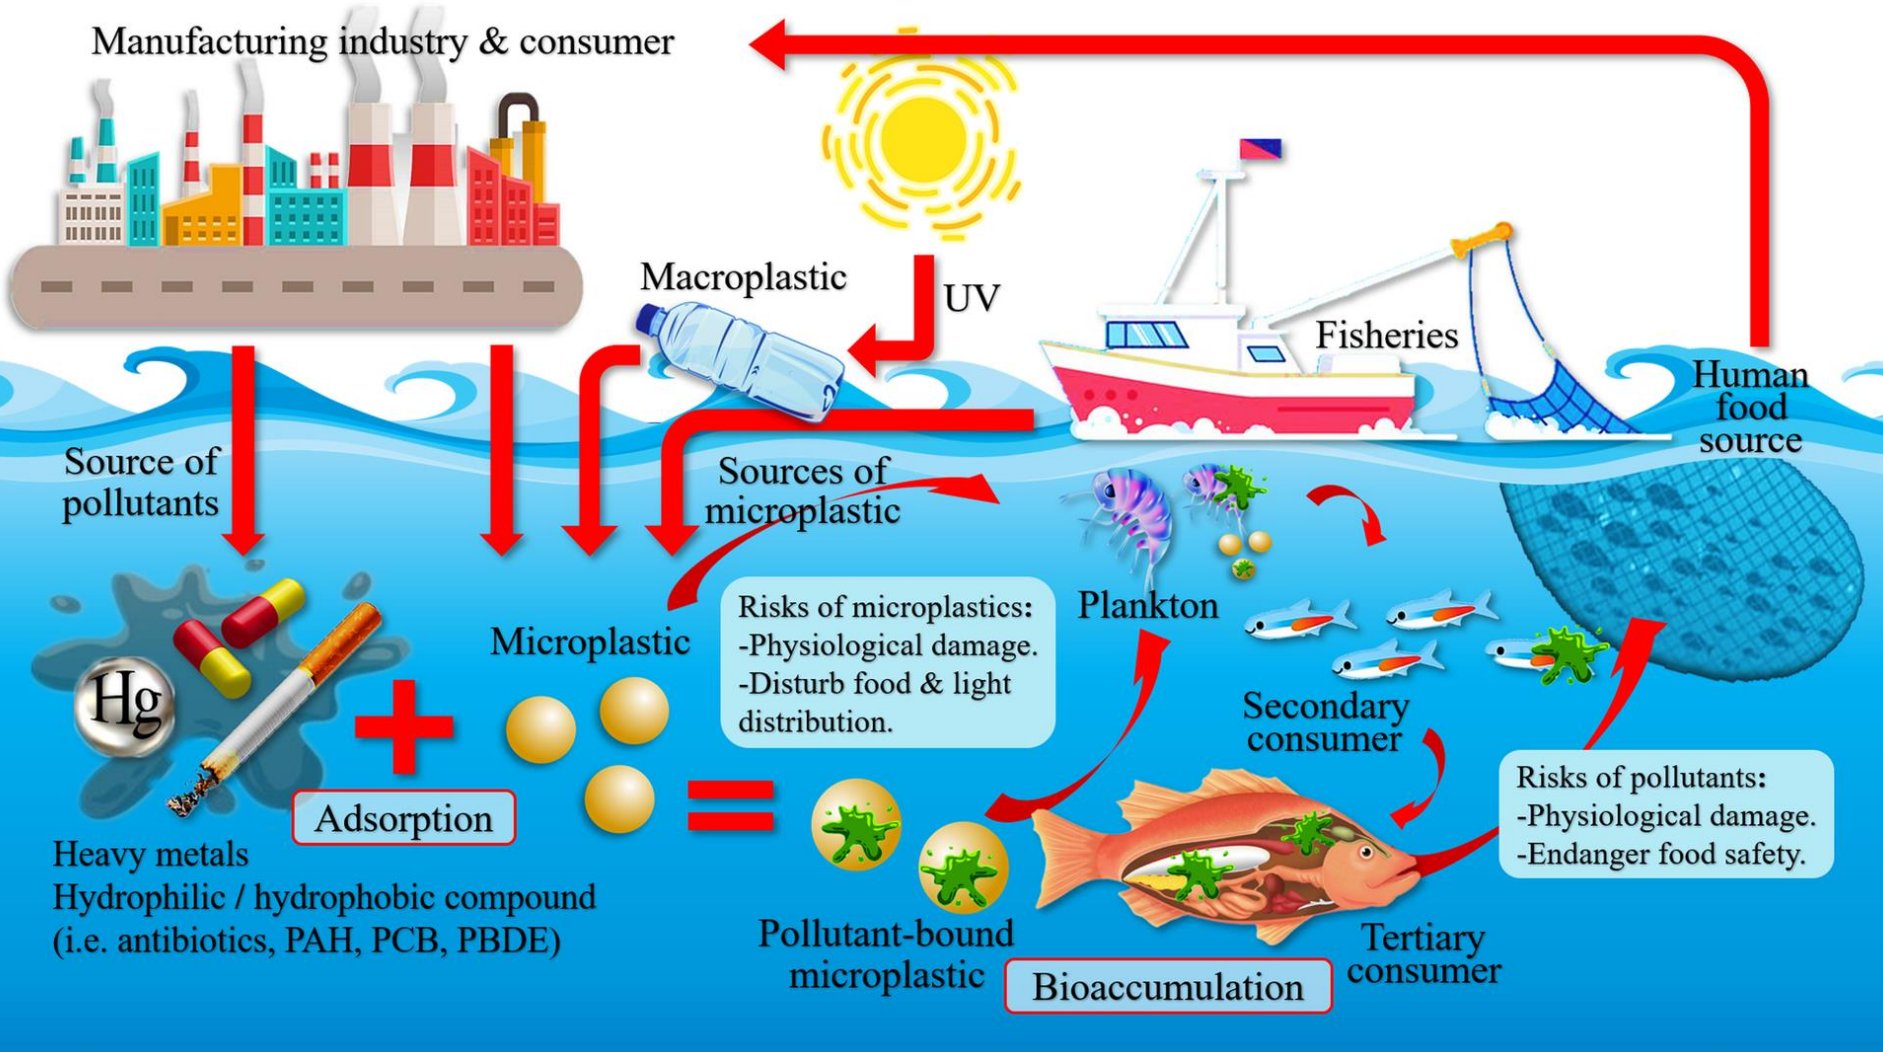 Manufacturing industry & consumer
Macroplastic
UV
Fisheries
Human
food
source
Source of
pollutants
Sources of
microplastic
Hg
Microplastic
Risks of microplastics:
-Physiological damage.
-Disturb food & light
distribution.
Plankton
Secondary
consumer
Risks of pollutants:
-Physiological damage.
-Endanger food safety.
Adsorption
Heavy metals
Hydrophilic / hydrophobic compound
(i.e. antibiotics, PAH, PCB, PBDE)
Pollutant-bound
microplastic
Bioaccumulation
Tertiary
consumer